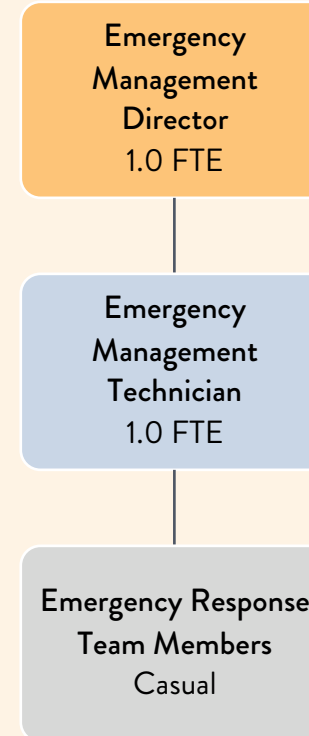 Emergency
Management
Director
1.0 FTE
Emergency
Management
Technician
1.0 FTE
Emergency Response
Team Members
Casual